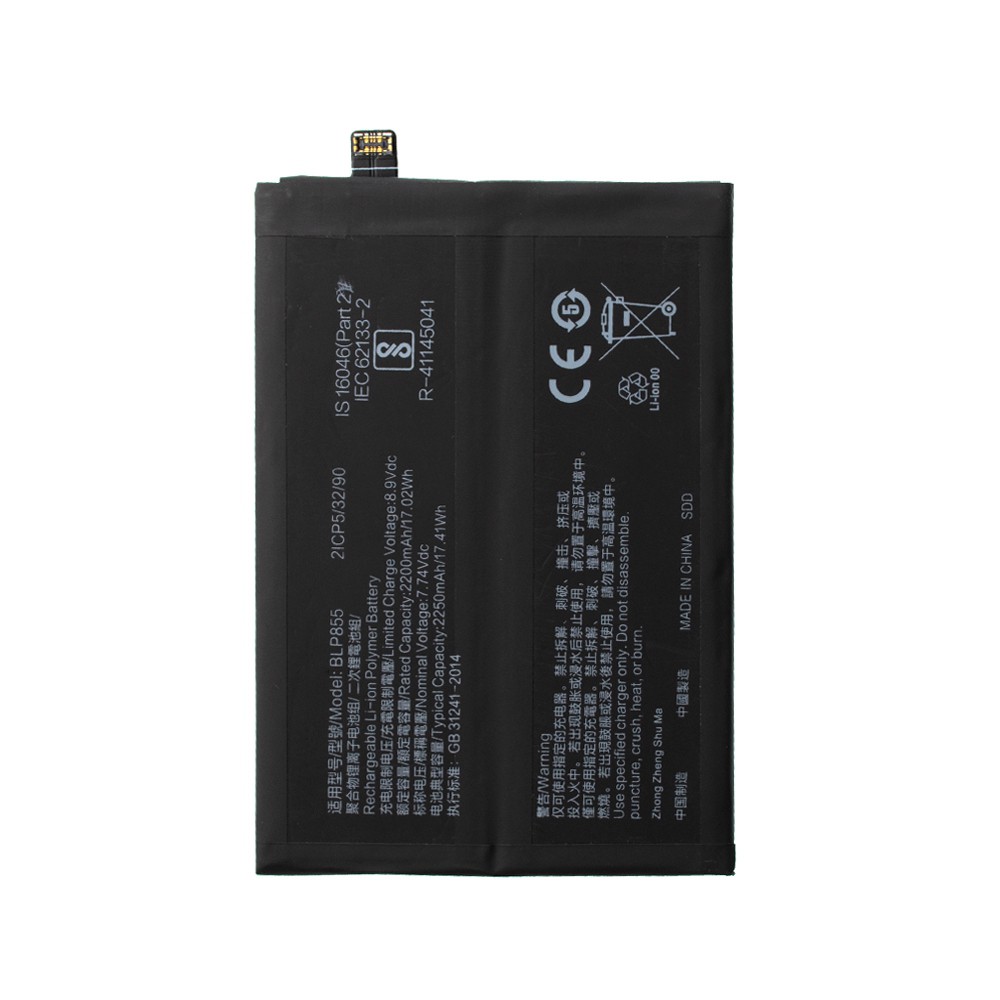 适用型号/型號/Model: BLP855 2ICP5/32/90
聚合物锂离子电池组/二次鋰電池組/
Rechargeable Li-ion Polymer Battery
充电限制电压/充電限制電壓/Limited Charge Voltage:8.9Vdc
额定容量/額定電容量/Rated Capacity:2200mAh/17.02Wh
标称电压/標稱電壓/Nominal Voltage:7.74Vdc
电池典型容量/Typical Capacity:2250mAh/17.41Wh
执行标准: GB 31241-2014
IS 16046(Part 2)
IEC 62133-2
R-41145041
5
CE
Li-ion 00
警告/Warning
仅可使用指定的充电器。禁止拆解、刺破、撞击、挤压或
投入火中。若出现鼓胀或浸水后禁止使用，请勿置于高温环境中。
僅可使用指定的充電器。禁止拆解、刺破、撞擊、擠壓或
燃燒。若出現鼓脹或浸水後禁止使用，請勿置于高溫環境中。
Use specified charger only. Do not disassemble.
puncture, crush, heat, or burn.
Zhong Zheng Shu Ma
中国制造 中國製造 MADE IN CHINA SDD